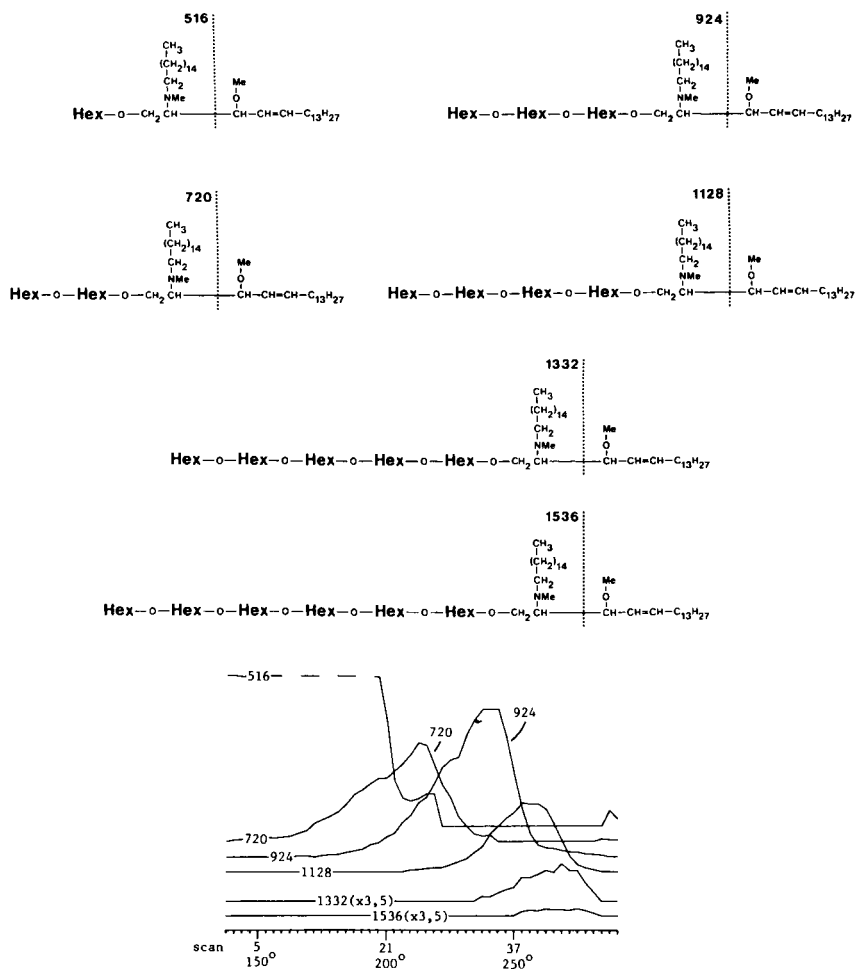 516
CH₃
(CH₂)₁₄
CH₂
NMe
Me
O
Hex—O—CH₂CH—CH—CH=CH—C₁₃H₂₇
924
CH₃
(CH₂)₁₄
CH₂
NMe
Me
O
Hex—O—Hex—O—Hex—O—CH₂CH—CH—CH=CH—C₁₃H₂₇
720
CH₃
(CH₂)₁₄
CH₂
NMe
Me
O
Hex—O—Hex—O—CH₂CH—CH—CH=CH—C₁₃H₂₇
1128
CH₃
(CH₂)₁₄
CH₂
NMe
Me
O
Hex—O—Hex—O—Hex—O—Hex—O—CH₂CH—CH—CH=CH—C₁₃H₂₇
1332
CH₃
(CH₂)₁₄
CH₂
NMe
Me
O
Hex—O—Hex—O—Hex—O—Hex—O—Hex—O—CH₂CH—CH—CH=CH—C₁₃H₂₇
1536
CH₃
(CH₂)₁₄
CH₂
NMe
Me
O
Hex—O—Hex—O—Hex—O—Hex—O—Hex—O—Hex—O—CH₂CH—CH—CH=CH—C₁₃H₂₇
516
720
924
720
924
1128
1332(x3,5)
1536(x3,5)
scan 5 21 37
150° 200° 250°